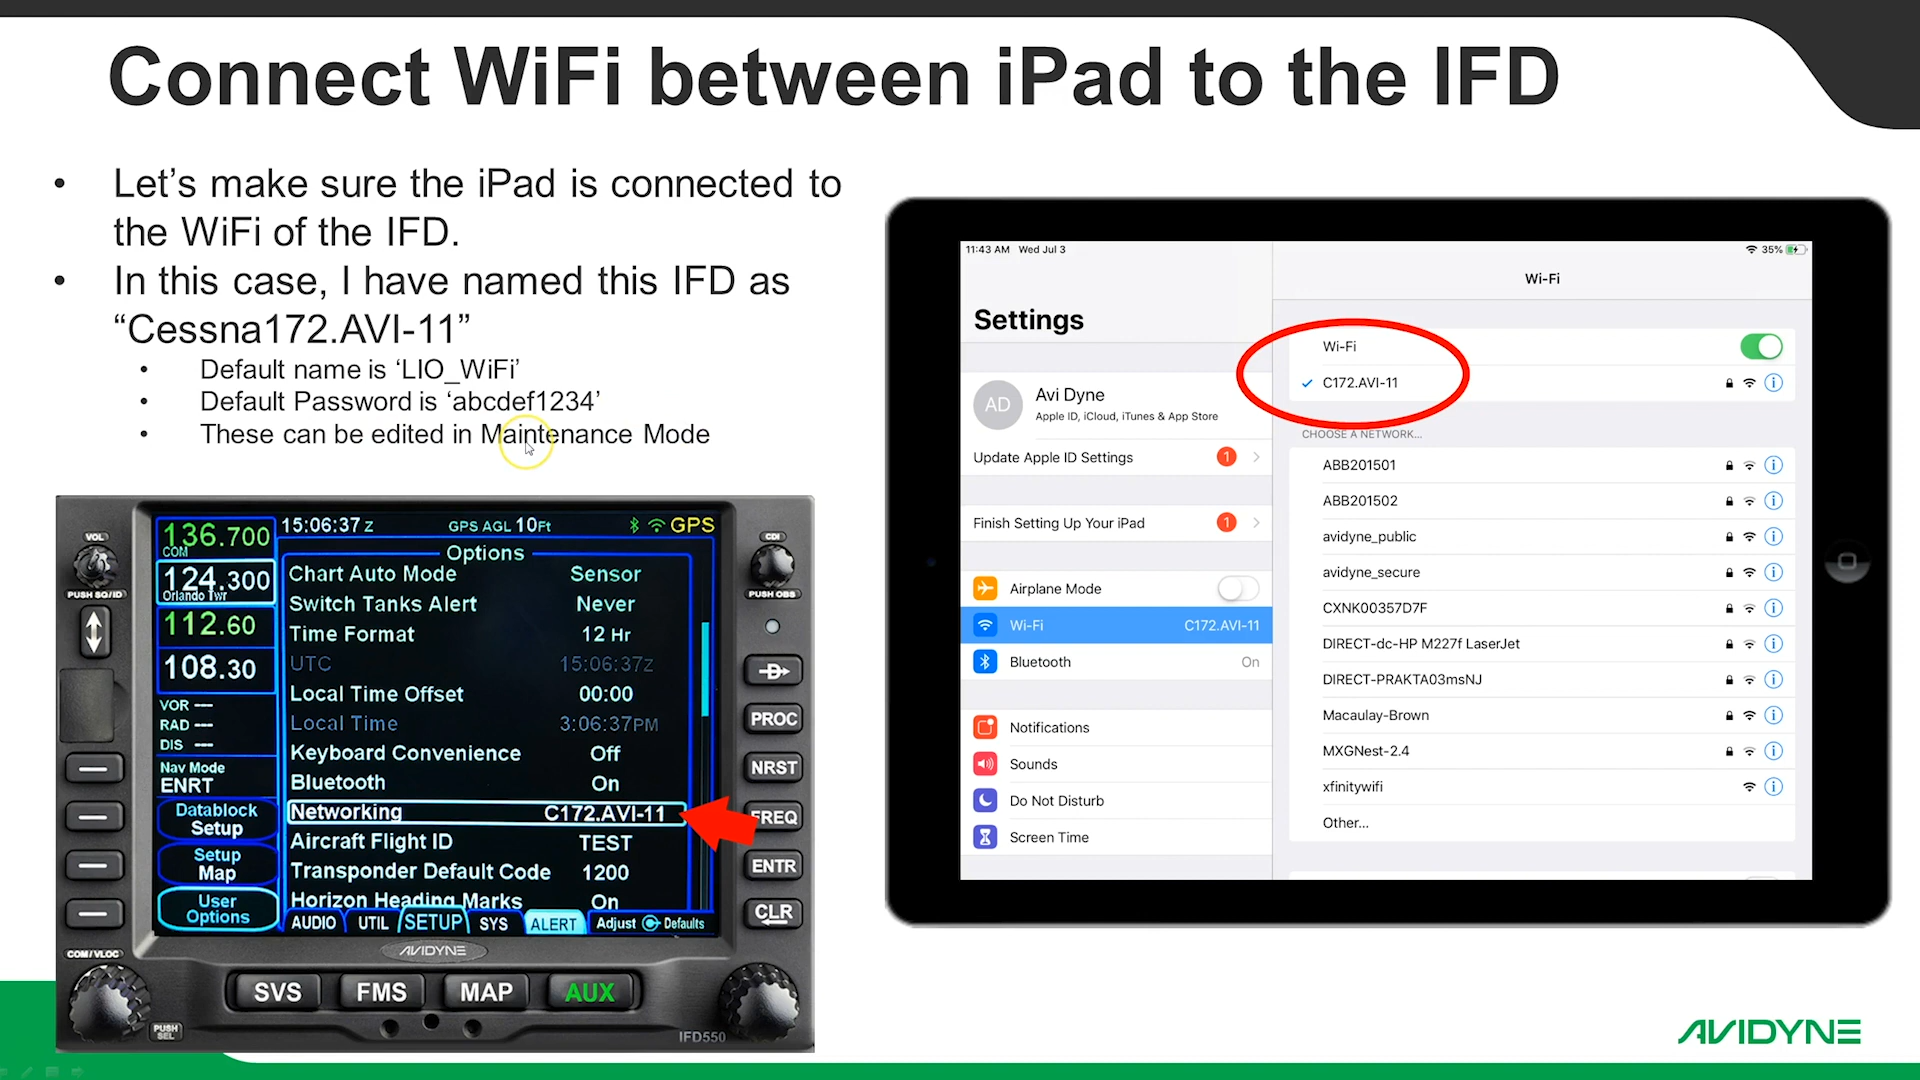 Connect WiFi between iPad to the IFD
• Let’s make sure the iPad is connected to
the WiFi of the IFD.
• In this case, I have named this IFD as
“Cessna172.AVI-11”
• Default name is ‘LIO_WiFi’
• Default Password is ‘abcdef1234’
• These can be edited in Maintenance Mode
VOL
PUSH SQ/ID
136.700
COM
124.300
Orlando Twr
112.60
108.30
VOR ---
RAD ---
DIS ---
Nav Mode
ENRT
Datablock
Setup
Setup
Map
User
Options
15:06:37 Z GPS AGL 10Ft GPS
Options
Chart Auto Mode Sensor
Switch Tanks Alert Never
Time Format 12 Hr
UTC 15:06:37Z
Local Time Offset 00:00
Local Time 3:06:37PM
Keyboard Convenience Off
Bluetooth On
Networking C172.AVI-11
Aircraft Flight ID TEST
Transponder Default Code 1200
Horizon Heading Marks On
AUDIO UTIL SETUP SYS ALERT Adjust Defaults
CDI
PUSH OBS
D
PROC
NRST
FREQ
ENTR
CLR
COM/VLOC
PUSH
SEL
AVIDYNE
SVS FMS MAP AUX
IFD550
11:43 AM Wed Jul 3
35%
Settings
AD
Avi Dyne
Apple ID, iCloud, iTunes & App Store
Update Apple ID Settings 1
Finish Setting Up Your iPad 1
Airplane Mode
Wi-Fi C172.AVI-11
Bluetooth On
Notifications
Sounds
Do Not Disturb
Screen Time
Wi-Fi
Wi-Fi
C172.AVI-11
CHOOSE A NETWORK...
ABB201501
ABB201502
avidyne_public
avidyne_secure
CXNK00357D7F
DIRECT-dc-HP M227f LaserJet
DIRECT-PRAKTA03msNJ
Macaulay-Brown
MXGNest-2.4
xfinitywifi
Other...
AVIDYNE